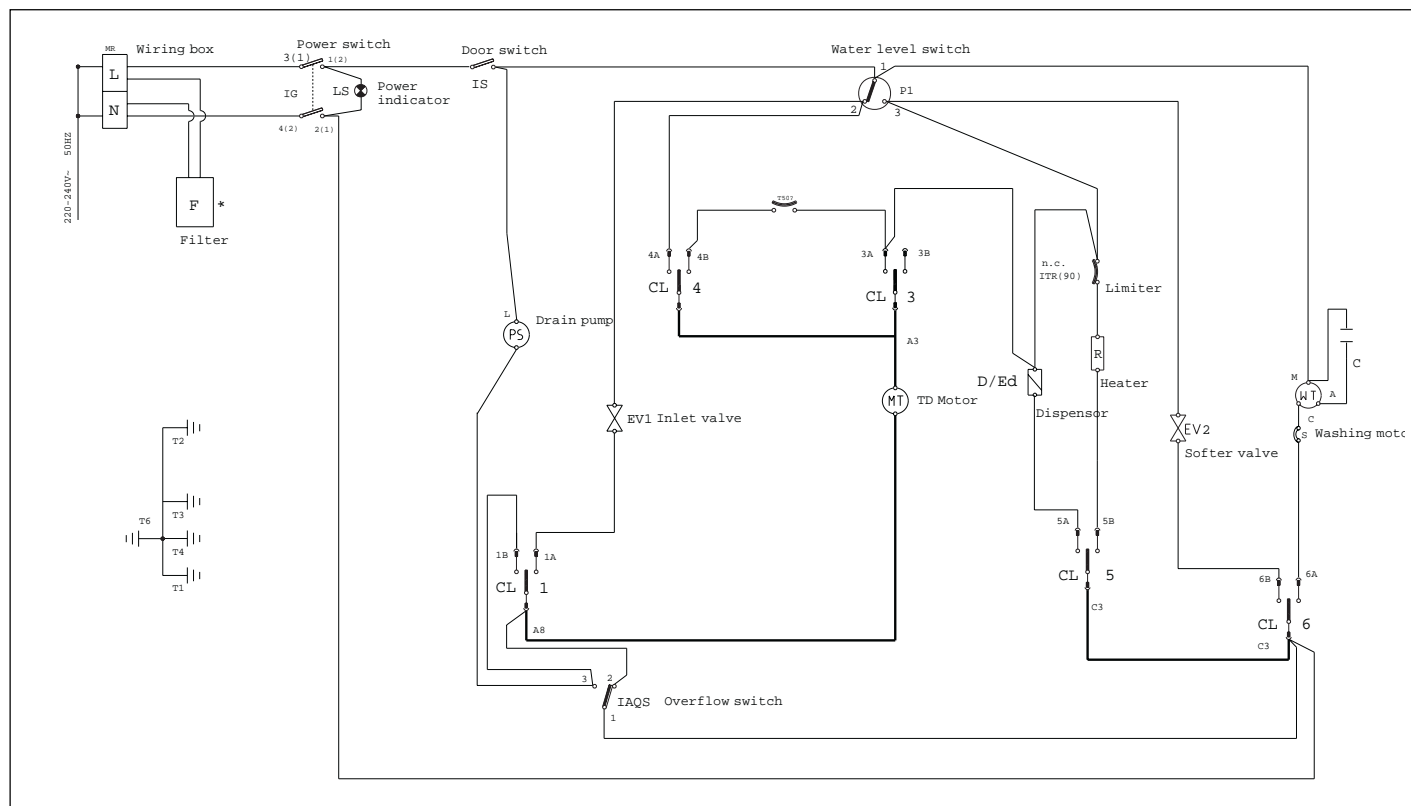 MR Wiring box
Power switch
Door switch
Water level switch
3(1)
1(2)
1
L
LS
Power
indicator
IG
IS
P1
N
2
3
4(2)
2(1)
220-240V~ 50HZ
F
*
Filter
4A
4B
3A
3B
n.c.
ITR(90)
CL 4
CL 3
Limiter
L
PS
Drain pump
A3
R
Heater
D/Ed
Dispensor
MT
TD Motor
M
WT
A
C
C
S
Washing moto
EV1 Inlet valve
EV2
Softer valve
T2
T3
T6
T4
T1
1B
1A
5A
5B
6B
6A
CL 1
CL 5
CL 6
C3
C3
A8
3
2
1
IAQS Overflow switch